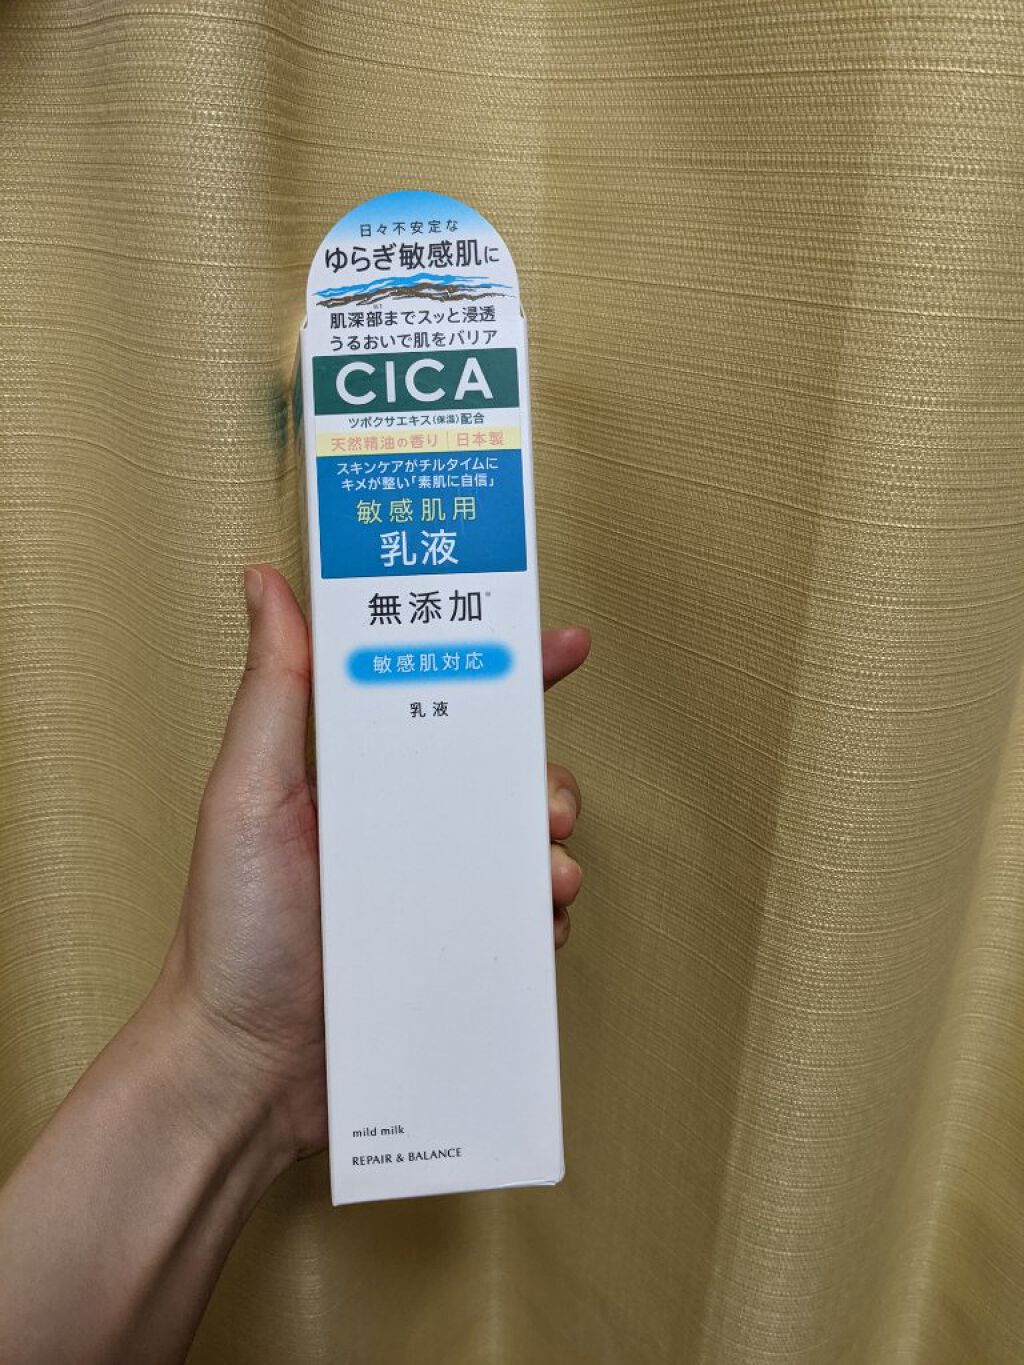 日々不安定な
ゆらぎ敏感肌に
肌深部までスッと浸透
うるおいで肌をバリア
CICA
ツボクサエキス(保湿)配合
天然精油の香り|日本製
スキンケアがチルタイムに
キメが整い「素肌に自信」
敏感肌用
乳液
無添加
敏感肌対応
乳液
mild milk
REPAIR & BALANCE